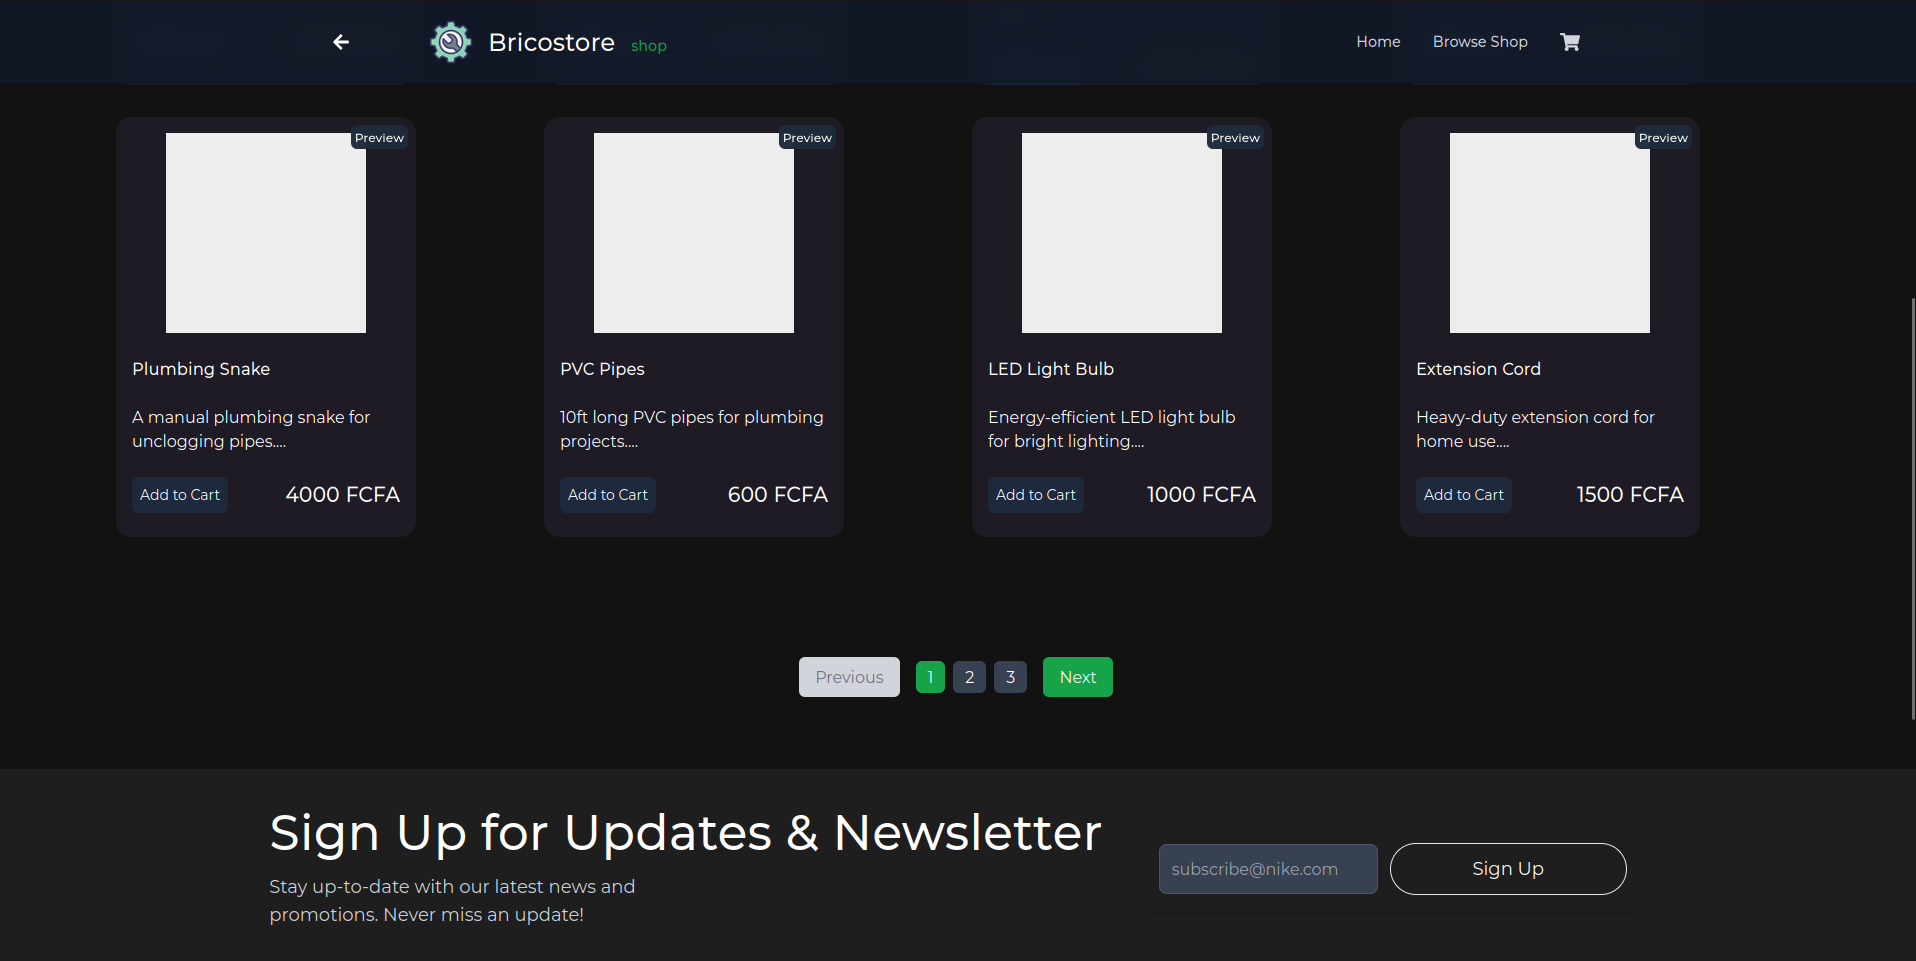 Bricostore shop
Home Browse Shop
Preview Preview Preview Preview
Plumbing Snake
A manual plumbing snake for
unclogging pipes....
Add to Cart 4000 FCFA
PVC Pipes
10ft long PVC pipes for plumbing
projects....
Add to Cart 600 FCFA
LED Light Bulb
Energy-efficient LED light bulb
for bright lighting....
Add to Cart 1000 FCFA
Extension Cord
Heavy-duty extension cord for
home use....
Add to Cart 1500 FCFA
Previous 1 2 3 Next
Sign Up for Updates & Newsletter
Stay up-to-date with our latest news and
promotions. Never miss an update!
subscribe@nike.com
Sign Up